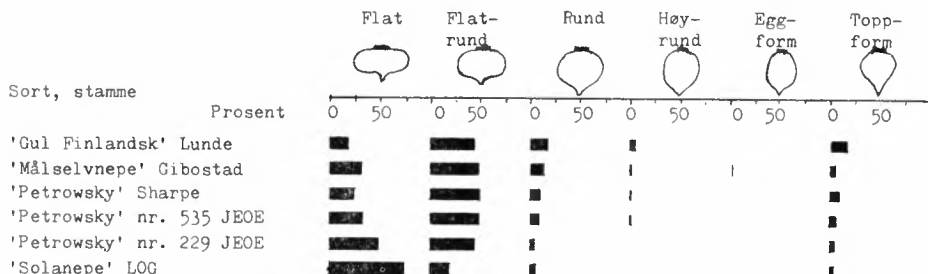 Flat Flat- Rund Høy- Egg- Topp-
rund rund form form
Sort, stamme
Prosent 0 50 0 50 0 50 0 50 0 50 0 50
'Gul Finlandsk' Lunde
'Målselvnepe' Gibostad
'Petrowsky' Sharpe
'Petrowsky' nr. 535 JEOE
'Petrowsky' nr. 229 JEOE
'Solanepe' LOG